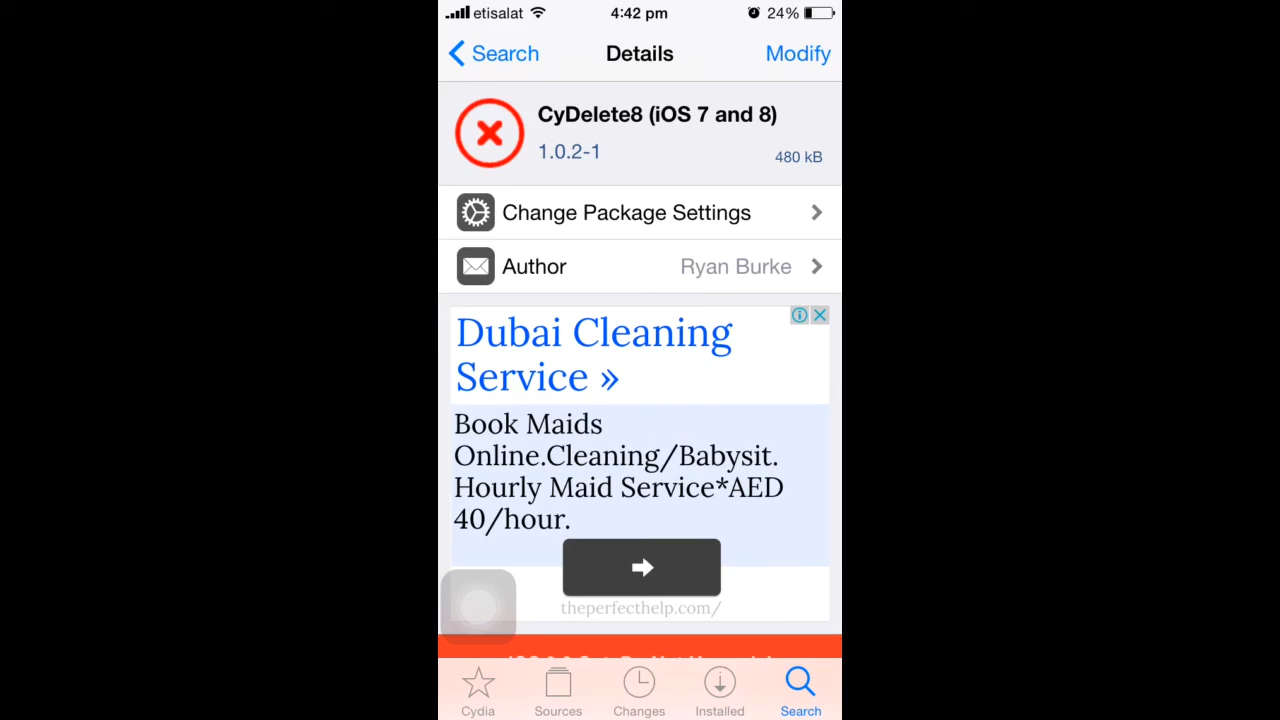 etisalat 4:42 pm 24%
Search Details Modify
CyDelete8 (iOS 7 and 8)
1.0.2-1
480 kB
Change Package Settings
Author Ryan Burke
Dubai Cleaning
Service »
Book Maids
Online.Cleaning/Babysit.
Hourly Maid Service*AED
40/hour.
theperfecthelp.com/
Cydia Sources Changes Installed Search